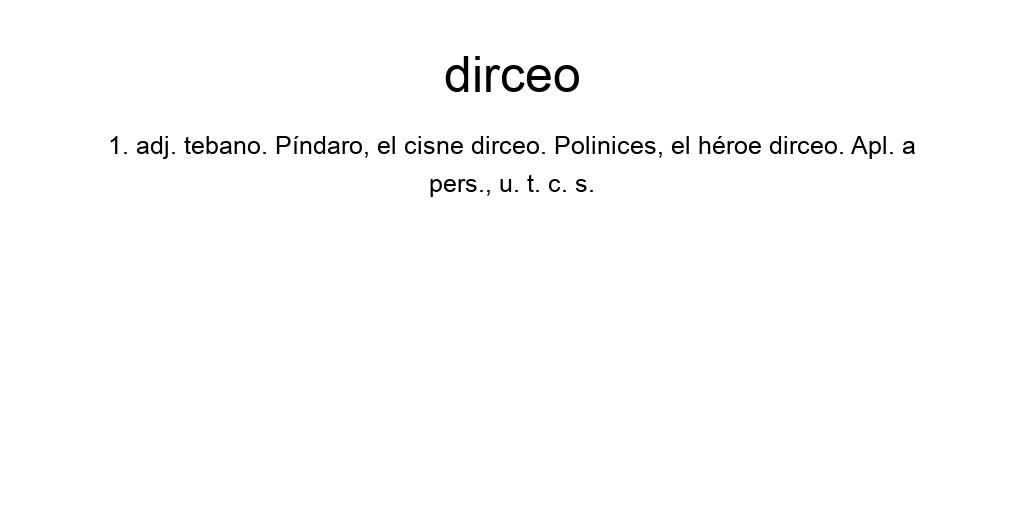 dirceo
1. adj. tebano. Píndaro, el cisne dirceo. Polinices, el héroe dirceo. Apl. a
pers., u. t. c. s.